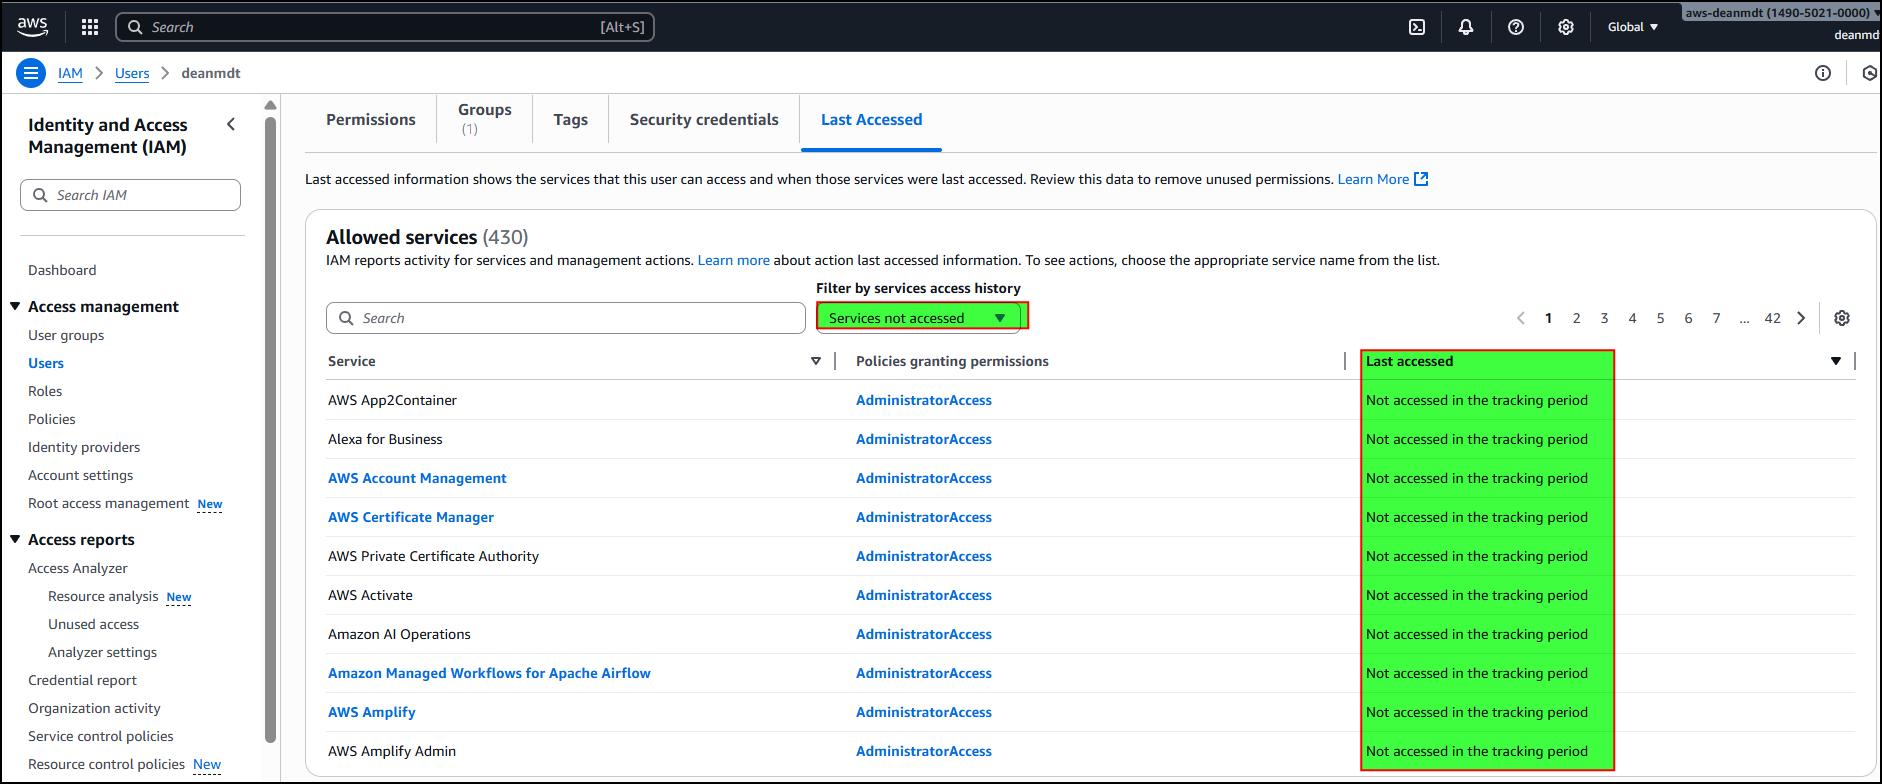 aws
Search
[Alt+S]
Global
aws-deanmdt (1490-5021-0000)
deanmd
IAM
Users
deanmdt
Identity and Access
Management (IAM)
Search IAM
Dashboard
Access management
User groups
Users
Roles
Policies
Identity providers
Account settings
Root access management New
Access reports
Access Analyzer
Resource analysis New
Unused access
Analyzer settings
Credential report
Organization activity
Service control policies
Resource control policies New
Permissions
Groups
(1)
Tags
Security credentials
Last Accessed
Last accessed information shows the services that this user can access and when those services were last accessed. Review this data to remove unused permissions. Learn More
Allowed services (430)
IAM reports activity for services and management actions. Learn more about action last accessed information. To see actions, choose the appropriate service name from the list.
Filter by services access history
Search
Services not accessed
1 2 3 4 5 6 7 ... 42
Service Policies granting permissions Last accessed
AWS App2Container AdministratorAccess Not accessed in the tracking period
Alexa for Business AdministratorAccess Not accessed in the tracking period
AWS Account Management AdministratorAccess Not accessed in the tracking period
AWS Certificate Manager AdministratorAccess Not accessed in the tracking period
AWS Private Certificate Authority AdministratorAccess Not accessed in the tracking period
AWS Activate AdministratorAccess Not accessed in the tracking period
Amazon AI Operations AdministratorAccess Not accessed in the tracking period
Amazon Managed Workflows for Apache Airflow AdministratorAccess Not accessed in the tracking period
AWS Amplify AdministratorAccess Not accessed in the tracking period
AWS Amplify Admin AdministratorAccess Not accessed in the tracking period